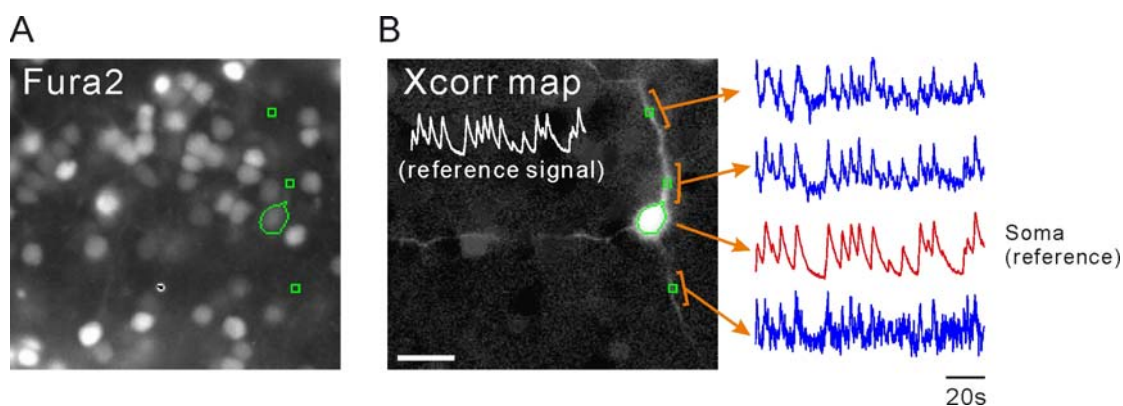 A
B
Fura2
Xcorr map
(reference signal)
Soma
(reference)
20s